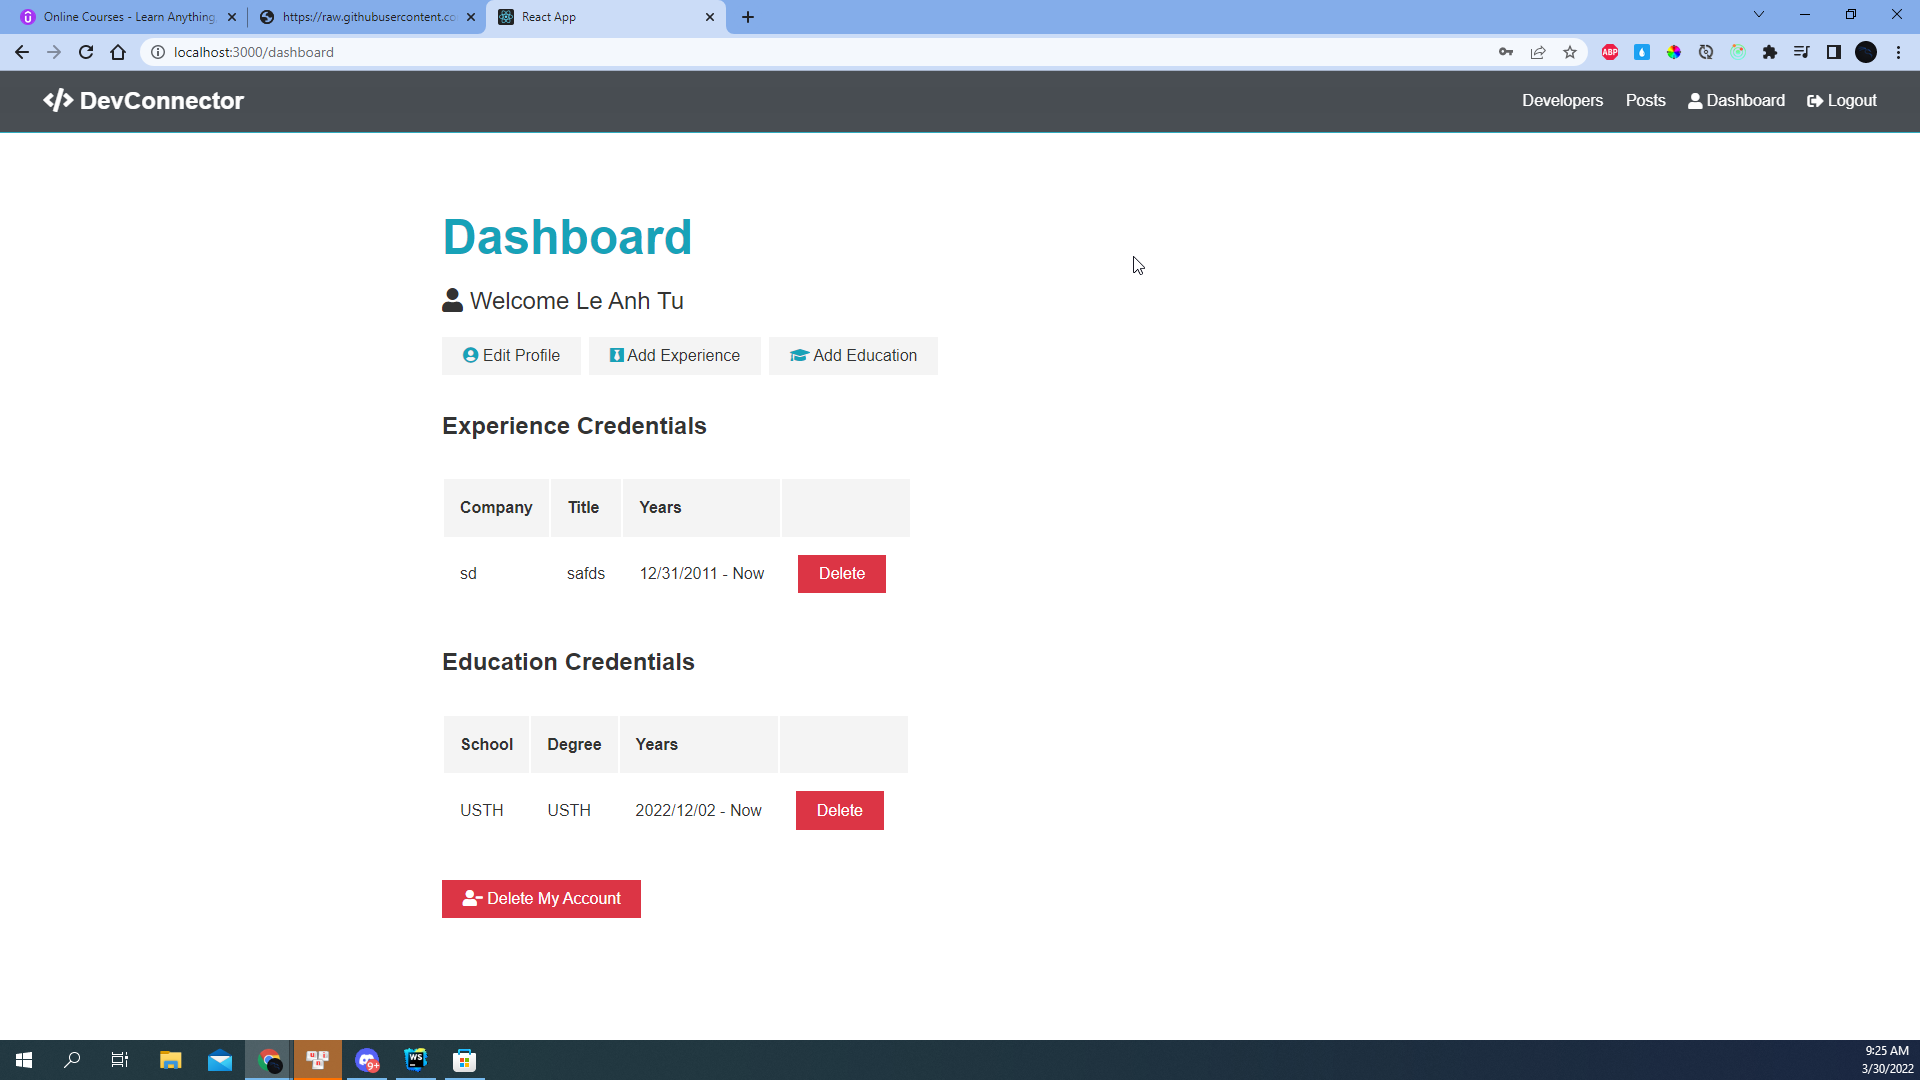 Online Courses - Learn Anything,
https://raw.githubusercontent.co
React App
localhost:3000/dashboard
ABP
DevConnector
Developers
Posts
Dashboard
Logout
Dashboard
Welcome Le Anh Tu
Edit Profile
Add Experience
Add Education
Experience Credentials
Company Title Years
sd safds 12/31/2011 - Now Delete
Education Credentials
School Degree Years
USTH USTH 2022/12/02 - Now Delete
Delete My Account
9+
WS
9:25 AM
3/30/2022